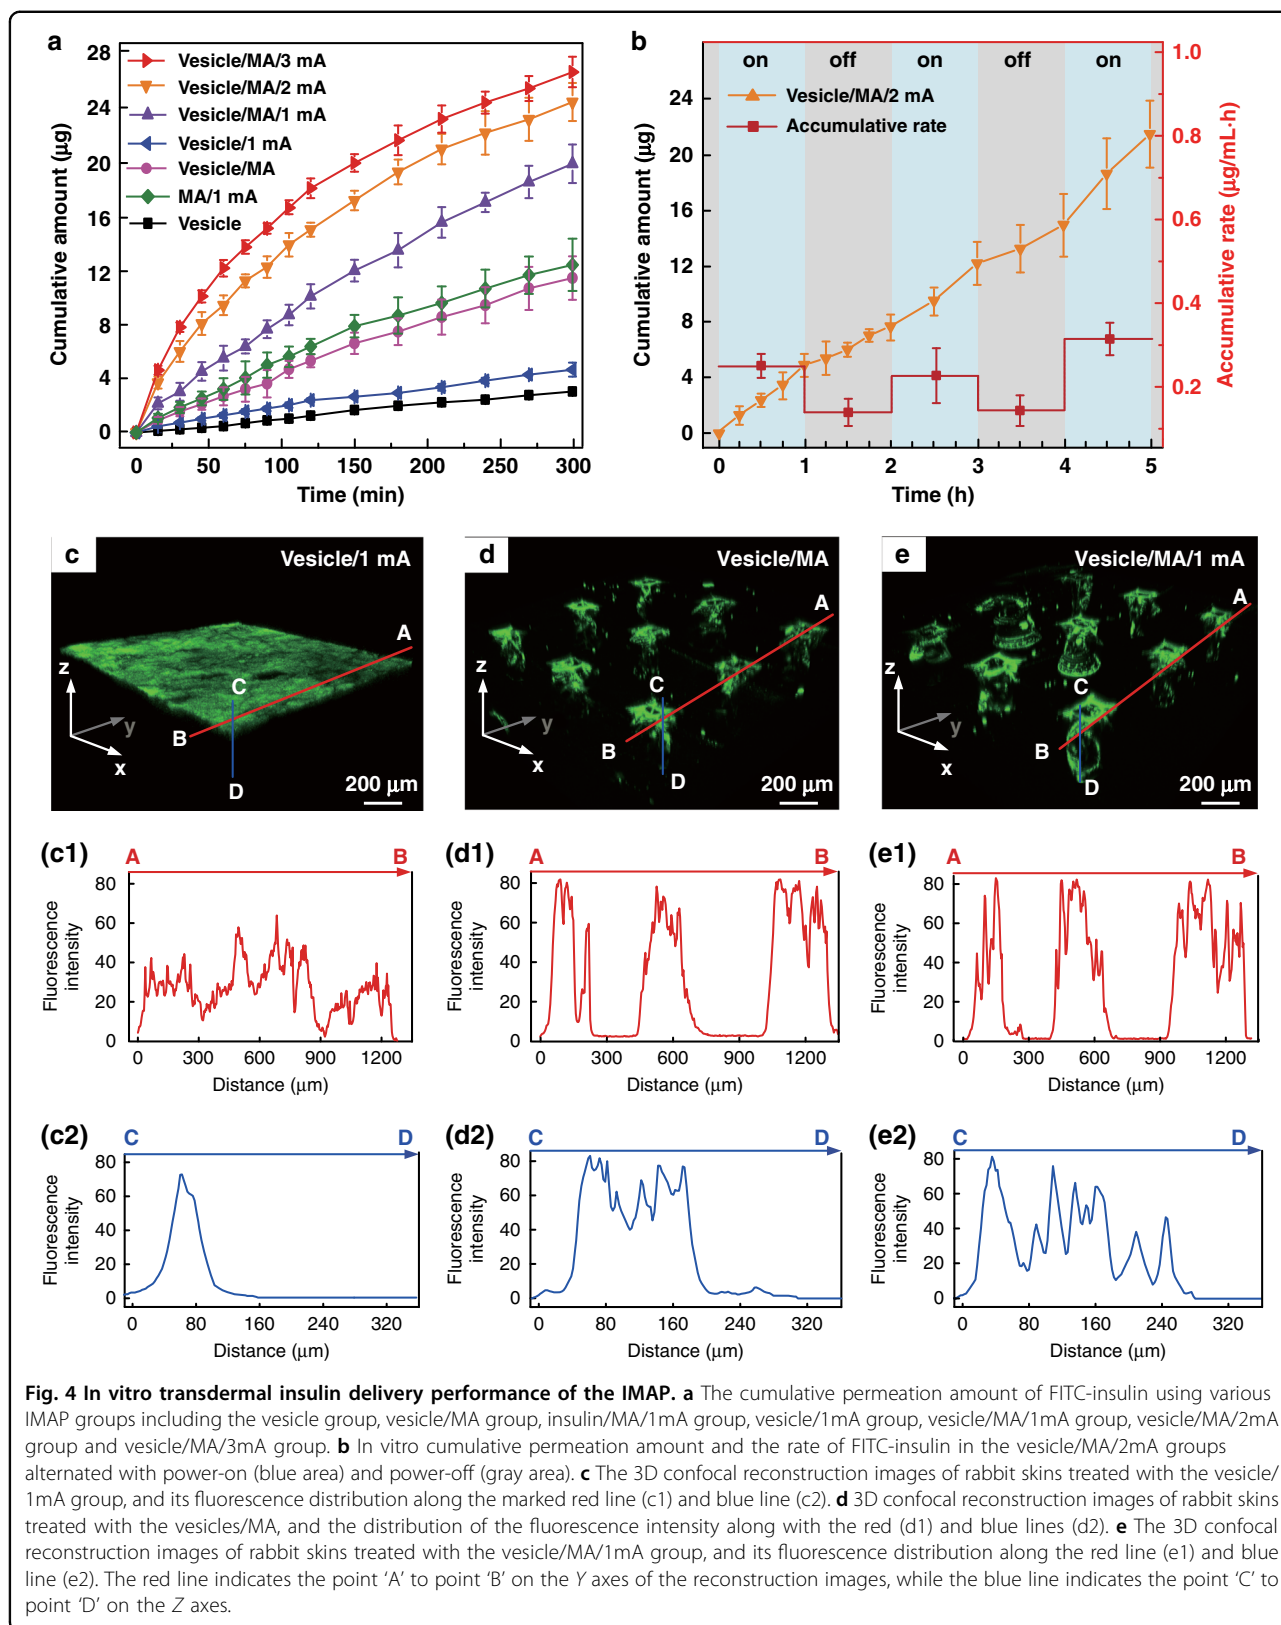 a
28
24
20
16
12
8
4
0
Cumulative amount (μg)
Vesicle/MA/3 mA
Vesicle/MA/2 mA
Vesicle/MA/1 mA
Vesicle/1 mA
Vesicle/MA
MA/1 mA
Vesicle
0 50 100 150 200 250 300
Time (min)
b
on off on off on
24
20
16
12
8
4
0
Cumulative amount (μg)
Vesicle/MA/2 mA
Accumulative rate
1.0
0.8
0.6
0.4
0.2
Accumulative rate (μg/mL·h)
0 1 2 3 4 5
Time (h)
c
Vesicle/1 mA
A
z
C
y
B
x
D
200 μm
d
Vesicle/MA
A
z
C
y
B
x
D
200 μm
e
Vesicle/MA/1 mA
A
z
C
y
B
x
D
200 μm
(c1)
A B
80
60
40
20
0
Fluorescence
intensity
0 300 600 900 1200
Distance (μm)
(d1)
A B
80
60
40
20
0
Fluorescence
intensity
0 300 600 900 1200
Distance (μm)
(e1)
A B
80
60
40
20
0
Fluorescence
intensity
0 300 600 900 1200
Distance (μm)
(c2)
C D
80
60
40
20
0
Fluorescence
intensity
0 80 160 240 320
Distance (μm)
(d2)
C D
80
60
40
20
0
Fluorescence
intensity
0 80 160 240 320
Distance (μm)
(e2)
C D
80
60
40
20
0
Fluorescence
intensity
0 80 160 240 320
Distance (μm)
Fig. 4 In vitro transdermal insulin delivery performance of the IMAP. a The cumulative permeation amount of FITC-insulin using various
IMAP groups including the vesicle group, vesicle/MA group, insulin/MA/1mA group, vesicle/1mA group, vesicle/MA/1mA group, vesicle/MA/2mA
group and vesicle/MA/3mA group. b In vitro cumulative permeation amount and the rate of FITC-insulin in the vesicle/MA/2mA groups
alternated with power-on (blue area) and power-off (gray area). c The 3D confocal reconstruction images of rabbit skins treated with the vesicle/
1mA group, and its fluorescence distribution along the marked red line (c1) and blue line (c2). d 3D confocal reconstruction images of rabbit skins
treated with the vesicles/MA, and the distribution of the fluorescence intensity along with the red (d1) and blue lines (d2). e The 3D confocal
reconstruction images of rabbit skins treated with the vesicle/MA/1mA group, and its fluorescence distribution along the red line (e1) and blue
line (e2). The red line indicates the point ‘A’ to point ‘B’ on the Y axes of the reconstruction images, while the blue line indicates the point ‘C’ to
point ‘D’ on the Z axes.